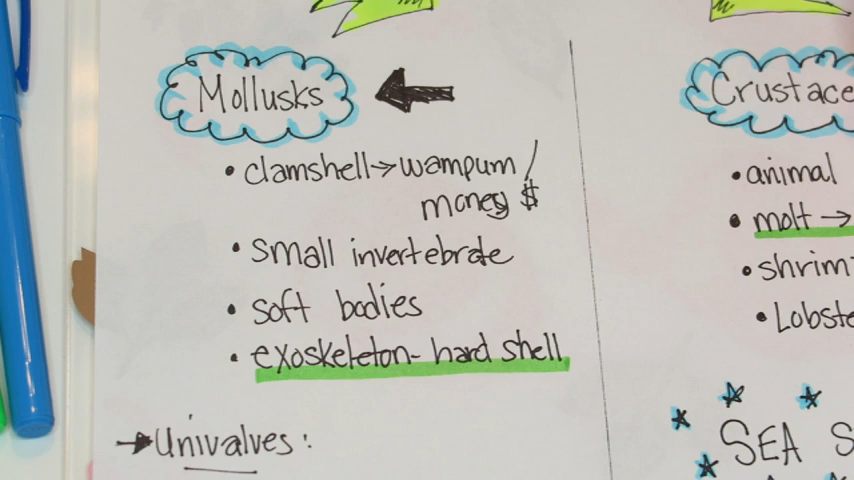 Mollusks
• clamshell → wampum /
money $
• small invertebrate
• soft bodies
• exoskeleton- hard shell
→ Univalves :
Crustace
• animal
• molt →
• shrim
• Lobste
SEA S